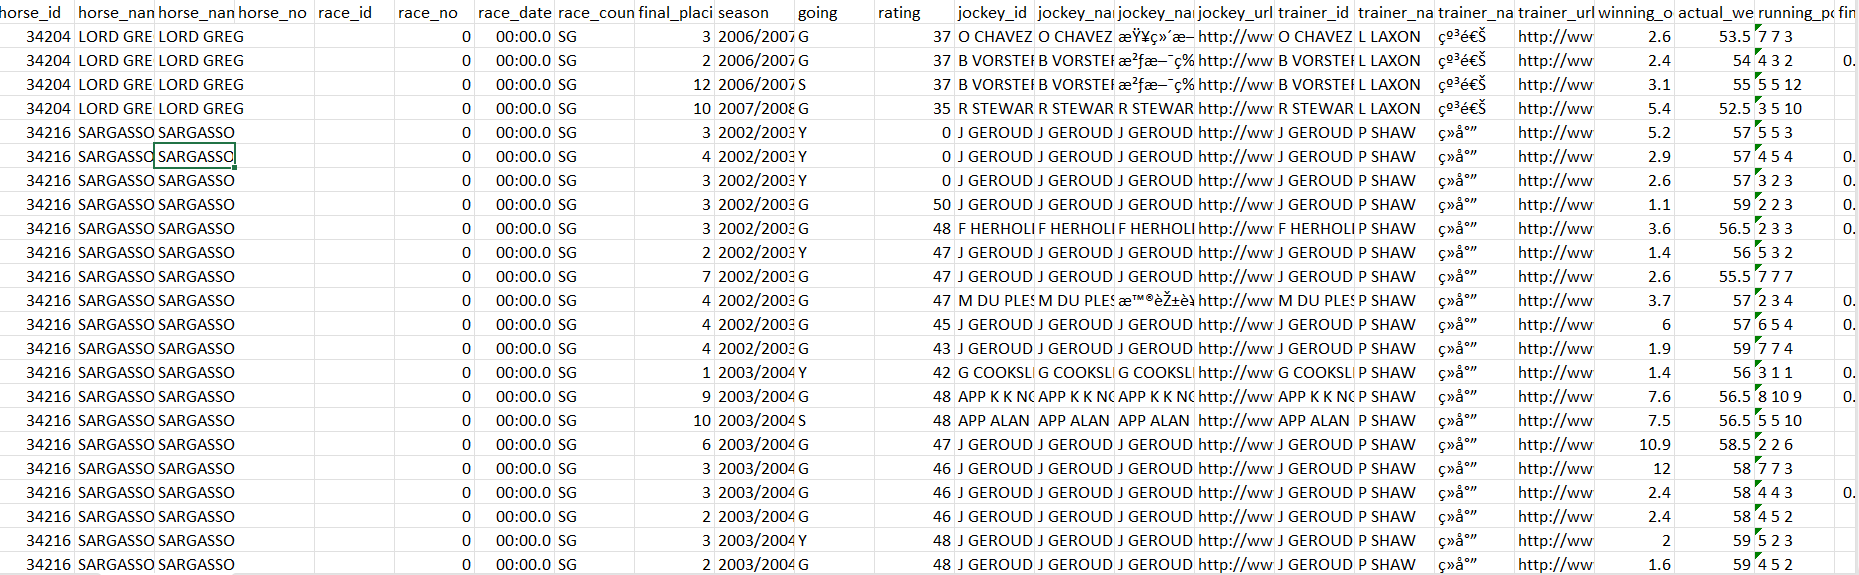 horse_id horse_nam horse_nam horse_no race_id race_no race_date race_coun final_placi season going rating jockey_id jockey_na jockey_na jockey_url trainer_id trainer_na trainer_na trainer_url winning_o actual_we running_po fin
34204 LORD GRE LORD GREG 0 00:00.0 SG 3 2006/2007 G 37 O CHAVEZ O CHAVEZ æŸ¥ç»´æ– http://ww O CHAVEZ L LAXON çº³é€Š http://ww 2.6 53.5 7 7 3
34204 LORD GRE LORD GREG 0 00:00.0 SG 2 2006/2007 G 37 B VORSTER B VORSTER æ²ƒæ–¯ç‰ http://ww B VORSTER L LAXON çº³é€Š http://ww 2.4 54 4 3 2 0.
34204 LORD GRE LORD GREG 0 00:00.0 SG 12 2006/2007 S 37 B VORSTER B VORSTER æ²ƒæ–¯ç‰ http://ww B VORSTER L LAXON çº³é€Š http://ww 3.1 55 5 5 12
34204 LORD GRE LORD GREG 0 00:00.0 SG 10 2007/2008 G 35 R STEWAR R STEWAR R STEWAR http://ww R STEWAR L LAXON çº³é€Š http://ww 5.4 52.5 3 5 10
34216 SARGASSO SARGASSO 0 00:00.0 SG 3 2002/2003 Y 0 J GEROUD J GEROUD J GEROUD http://ww J GEROUD P SHAW ç»å°” http://ww 5.2 57 5 5 3
34216 SARGASSO SARGASSO 0 00:00.0 SG 4 2002/2003 Y 0 J GEROUD J GEROUD J GEROUD http://ww J GEROUD P SHAW ç»å°” http://ww 2.9 57 4 5 4 0.
34216 SARGASSO SARGASSO 0 00:00.0 SG 3 2002/2003 Y 0 J GEROUD J GEROUD J GEROUD http://ww J GEROUD P SHAW ç»å°” http://ww 2.6 57 3 2 3 0.
34216 SARGASSO SARGASSO 0 00:00.0 SG 3 2002/2003 G 50 J GEROUD J GEROUD J GEROUD http://ww J GEROUD P SHAW ç»å°” http://ww 1.1 59 2 2 3 0.
34216 SARGASSO SARGASSO 0 00:00.0 SG 3 2002/2003 G 48 F HERHOLI F HERHOLI F HERHOLI http://ww F HERHOLI P SHAW ç»å°” http://ww 3.6 56.5 2 3 3 0.
34216 SARGASSO SARGASSO 0 00:00.0 SG 2 2002/2003 Y 47 J GEROUD J GEROUD J GEROUD http://ww J GEROUD P SHAW ç»å°” http://ww 1.4 56 5 3 2
34216 SARGASSO SARGASSO 0 00:00.0 SG 7 2002/2003 G 47 J GEROUD J GEROUD J GEROUD http://ww J GEROUD P SHAW ç»å°” http://ww 2.6 55.5 7 7 7
34216 SARGASSO SARGASSO 0 00:00.0 SG 4 2002/2003 G 47 M DU PLES M DU PLES æ™®èŽ±è¥ http://ww M DU PLES P SHAW ç»å°” http://ww 3.7 57 2 3 4 0.
34216 SARGASSO SARGASSO 0 00:00.0 SG 4 2002/2003 G 45 J GEROUD J GEROUD J GEROUD http://ww J GEROUD P SHAW ç»å°” http://ww 6 57 6 5 4 0.
34216 SARGASSO SARGASSO 0 00:00.0 SG 4 2002/2003 G 43 J GEROUD J GEROUD J GEROUD http://ww J GEROUD P SHAW ç»å°” http://ww 1.9 59 7 7 4
34216 SARGASSO SARGASSO 0 00:00.0 SG 1 2003/2004 Y 42 G COOKSL G COOKSL G COOKSL http://ww G COOKSL P SHAW ç»å°” http://ww 1.4 56 3 1 1 0.
34216 SARGASSO SARGASSO 0 00:00.0 SG 9 2003/2004 G 48 APP K K NG APP K K NG APP K K NG http://ww APP K K NG P SHAW ç»å°” http://ww 7.6 56.5 8 10 9 0.
34216 SARGASSO SARGASSO 0 00:00.0 SG 10 2003/2004 S 48 APP ALAN APP ALAN APP ALAN http://ww APP ALAN P SHAW ç»å°” http://ww 7.5 56.5 5 5 10
34216 SARGASSO SARGASSO 0 00:00.0 SG 6 2003/2004 G 47 J GEROUD J GEROUD J GEROUD http://ww J GEROUD P SHAW ç»å°” http://ww 10.9 58.5 2 2 6
34216 SARGASSO SARGASSO 0 00:00.0 SG 3 2003/2004 G 46 J GEROUD J GEROUD J GEROUD http://ww J GEROUD P SHAW ç»å°” http://ww 12 58 7 7 3
34216 SARGASSO SARGASSO 0 00:00.0 SG 3 2003/2004 G 46 J GEROUD J GEROUD J GEROUD http://ww J GEROUD P SHAW ç»å°” http://ww 2.4 58 4 4 3 0.
34216 SARGASSO SARGASSO 0 00:00.0 SG 2 2003/2004 G 46 J GEROUD J GEROUD J GEROUD http://ww J GEROUD P SHAW ç»å°” http://ww 2.4 58 4 5 2
34216 SARGASSO SARGASSO 0 00:00.0 SG 3 2003/2004 Y 48 J GEROUD J GEROUD J GEROUD http://ww J GEROUD P SHAW ç»å°” http://ww 2 59 5 2 3
34216 SARGASSO SARGASSO 0 00:00.0 SG 2 2003/2004 G 48 J GEROUD J GEROUD J GEROUD http://ww J GEROUD P SHAW ç»å°” http://ww 1.6 59 4 5 2